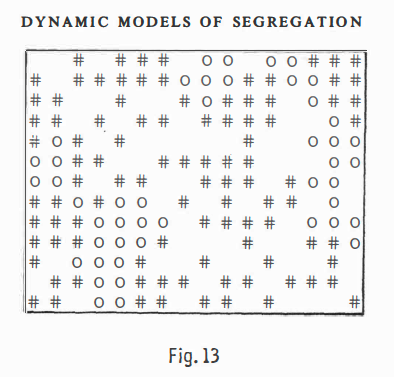 DYNAMIC MODELS OF SEGREGATION
# # # # O O O O # # #
# # # # # # O O O # # O O # #
# # # # O # # # O # #
# # # # # # # # # O #
# O # # # O O O
O O # # # # # # # O O
O O # # # # # # # O O
# # O # O O # # # # O
# # # O O O O # # # # O O O
# # # O O O # # # # O
# O O O # # # #
# # O O # # # # # # # #
# # O O # # # # # #
Fig. 13